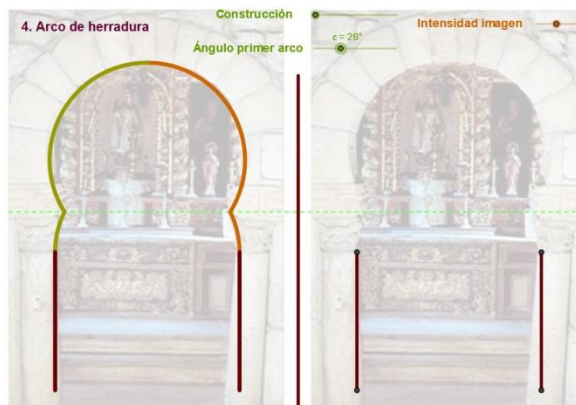 4. Arco de herradura
Construcción
Ángulo primer arco
ε = 26°
Intensidad imagen